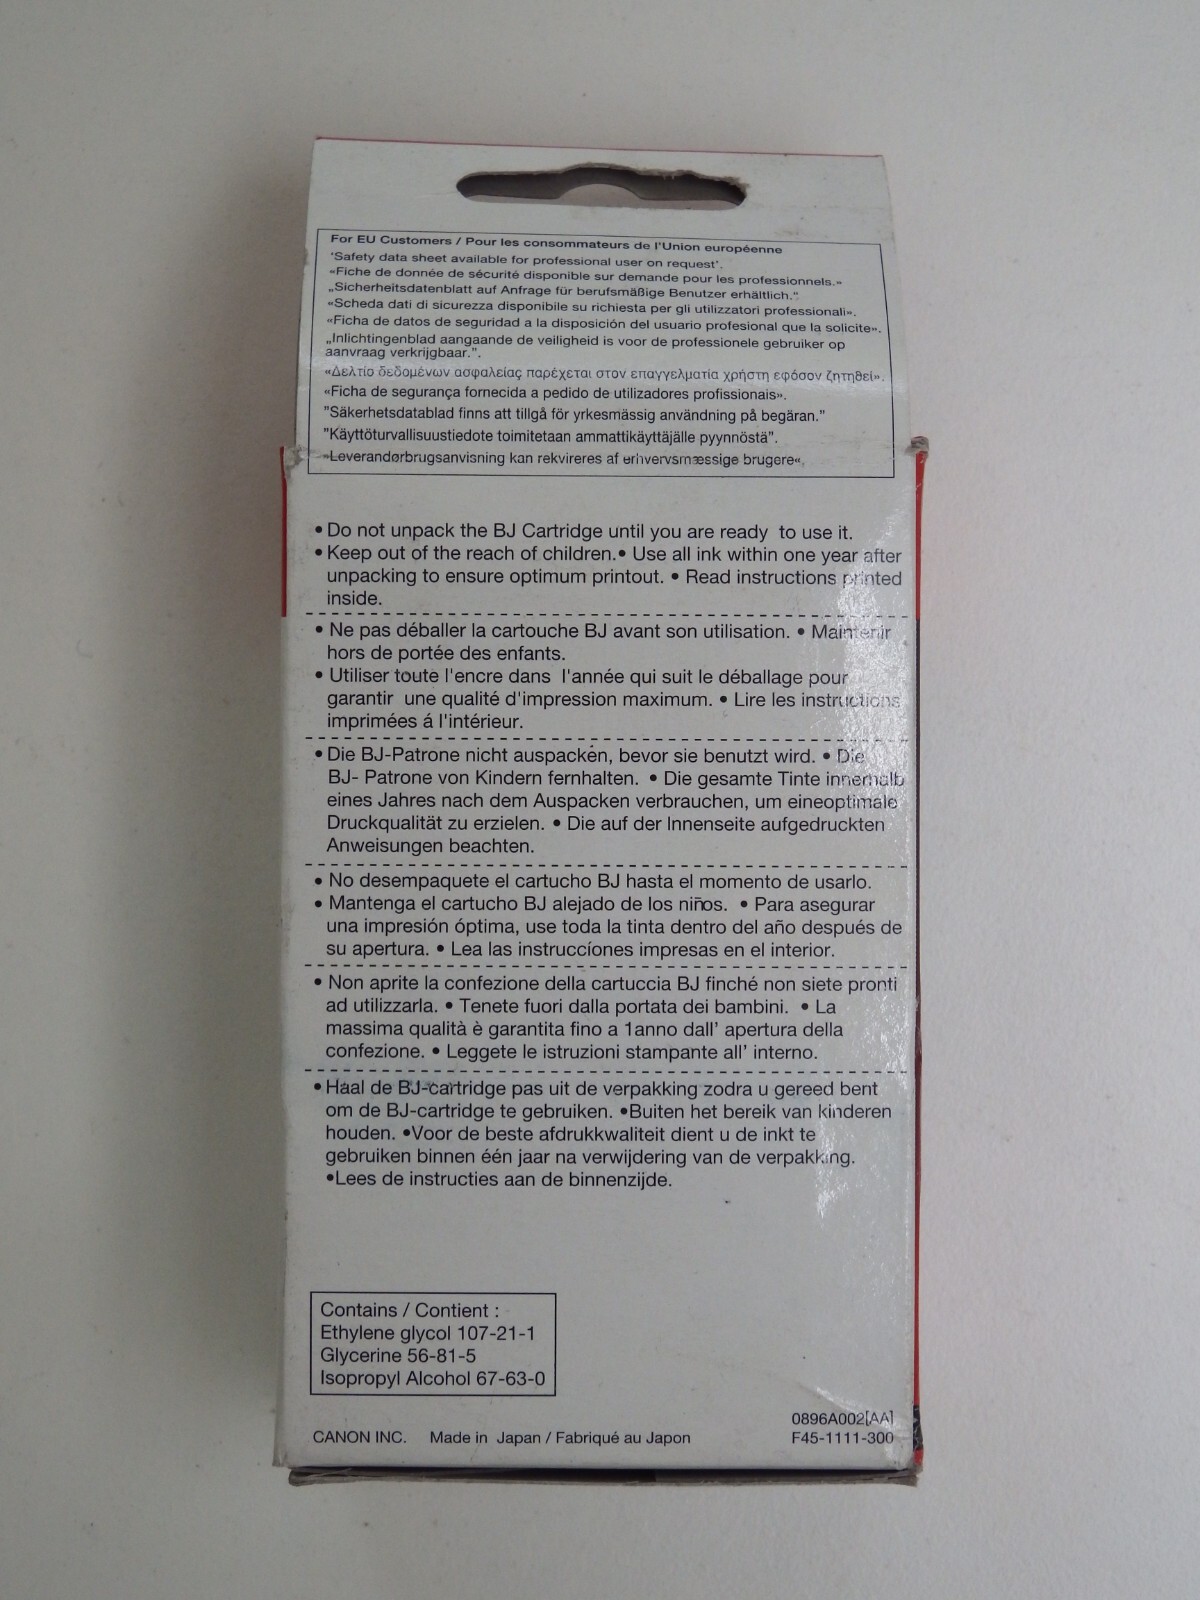 For EU Customers / Pour les consommateurs de l'Union européenne
"Safety data sheet available for professional user on request".
«Fiche de donnée de sécurité disponible sur demande pour les professionnels.»
„Sicherheitsdatenblatt auf Anfrage für berufsmäßige Benutzer erhältlich.".
«Scheda dati di sicurezza disponibile su richiesta per gli utilizzatori professionali».
«Ficha de datos de seguridad a la disposición del usuario profesional que la solicite».
„Inlichtingenblad aangaande de veiligheid is voor de professionele gebruiker op
aanvraag verkrijgbaar.".
«Δελτίο δεδομένων ασφαλείας παρέχεται στον επαγγελματία χρήστη εφόσον ζητηθεί».
«Ficha de segurança fornecida a pedido de utilizadores profissionais».
"Säkerhetsdatablad finns att tillgå för yrkesmässig användning på begäran."
"Käyttöturvallisuustiedote toimitetaan ammattikäyttäjälle pyynnöstä".
»Leverandørbrugsanvisning kan rekvireres af erhvervsmæssige brugere«.
• Do not unpack the BJ Cartridge until you are ready to use it.
• Keep out of the reach of children. • Use all ink within one year after
unpacking to ensure optimum printout. • Read instructions printed
inside.
• Ne pas déballer la cartouche BJ avant son utilisation. • Maintenir
hors de portée des enfants.
• Utiliser toute l'encre dans l'année qui suit le déballage pour
garantir une qualité d'impression maximum. • Lire les instructions
imprimées á l'intérieur.
• Die BJ-Patrone nicht auspackén, bevor sie benutzt wird. • Die
BJ- Patrone von Kindern fernhalten. • Die gesamte Tinte innerhalb
eines Jahres nach dem Auspacken verbrauchen, um eineoptimale
Druckqualität zu erzielen. • Die auf der Innenseite aufgedruckten
Anweisungen beachten.
• No desempaquete el cartucho BJ hasta el momento de usarlo.
• Mantenga el cartucho BJ alejado de los niños. • Para asegurar
una impresión óptima, use toda la tinta dentro del año después de
su apertura. • Lea las instruccíones impresas en el interior.
• Non aprite la confezione della cartuccia BJ finché non siete pronti
ad utilizzarla. • Tenete fuori dalla portata dei bambini. • La
massima qualità è garantita fino a 1anno dall' apertura della
confezione. • Leggete le istruzioni stampante all' interno.
• Haal de BJ-cartridge pas uit de verpakking zodra u gereed bent
om de BJ-cartridge te gebruiken. •Buiten het bereik van kinderen
houden. •Voor de beste afdrukkwaliteit dient u de inkt te
gebruiken binnen één jaar na verwijdering van de verpakking.
•Lees de instructies aan de binnenzijde.
Contains / Contient :
Ethylene glycol 107-21-1
Glycerine 56-81-5
Isopropyl Alcohol 67-63-0
0896A002[AA]
CANON INC. Made in Japan / Fabriqué au Japon F45-1111-300